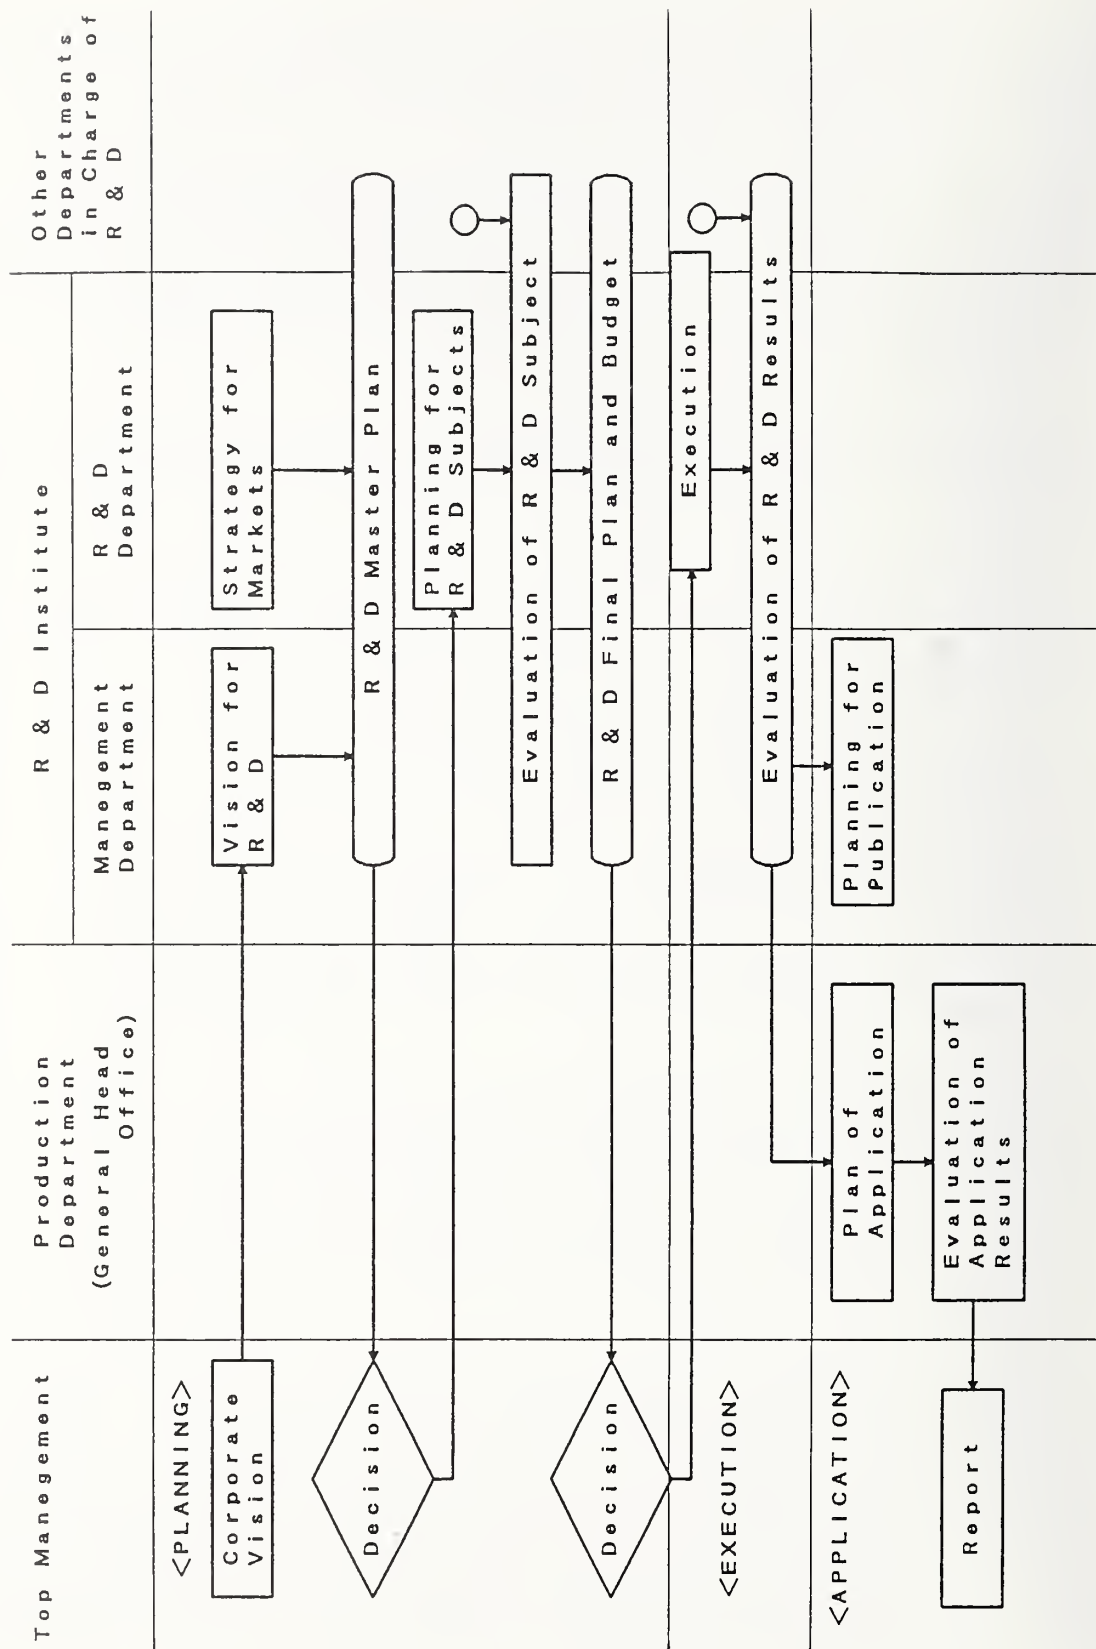 Top Manegement
Production
Department
(General Head
Office)
R & D Institute
Manegement
Department
R & D
Department
Other
Departments
in Charge of
R & D
<PLANNING>
Corporate
Vision
Vision for
R & D
Strategy for
Markets
Decision
R & D Master Plan
Planning for
R & D Subjects
Evaluation of R & D Subject
Decision
R & D Final Plan and Budget
<EXECUTION>
Execution
Evaluation of R & D Results
<APPLICATION>
Plan of
Application
Planning for
Publication
Report
Evaluation of
Application
Results